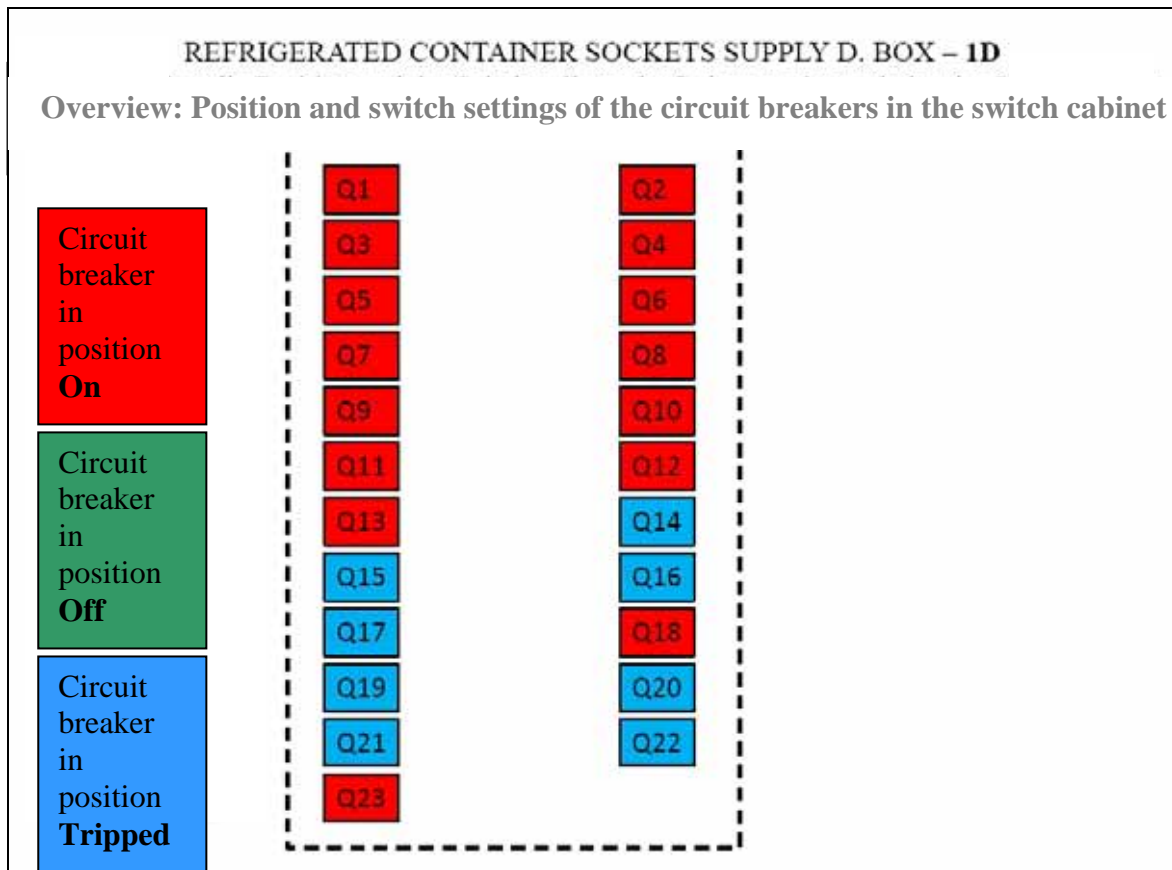 REFRIGERATED CONTAINER SOCKETS SUPPLY D. BOX – 1D
Overview: Position and switch settings of the circuit breakers in the switch cabinet
Circuit
breaker
in
position
On
Circuit
breaker
in
position
Off
Circuit
breaker
in
position
Tripped
Q1 Q2
Q3 Q4
Q5 Q6
Q7 Q8
Q9 Q10
Q11 Q12
Q13 Q14
Q15 Q16
Q17 Q18
Q19 Q20
Q21 Q22
Q23